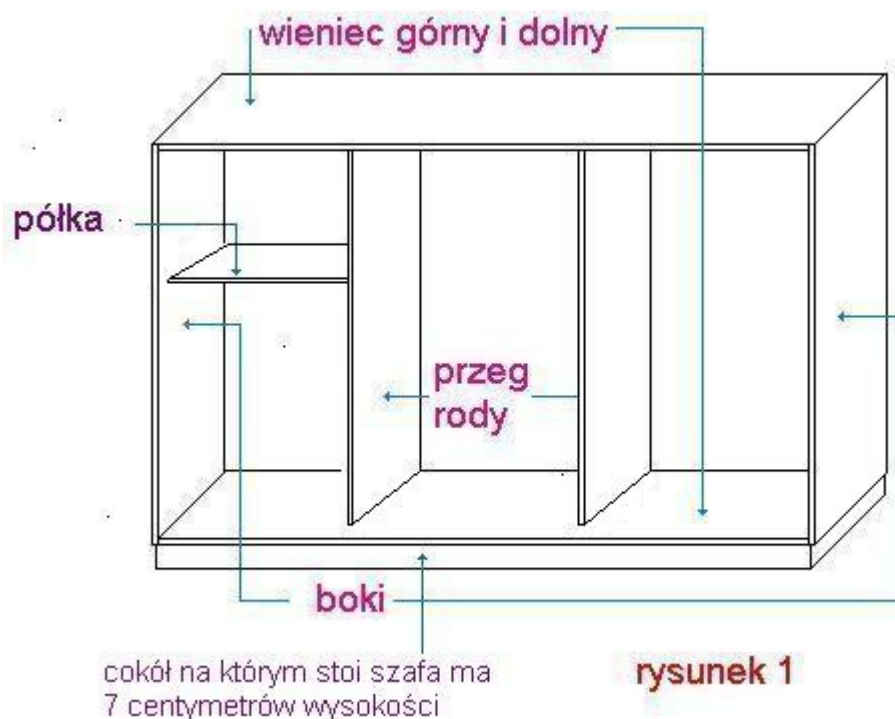 wieniec górny i dolny
półka
przeg
rody
boki
cokół na którym stoi szafa ma
7 centymetrów wysokości
rysunek 1